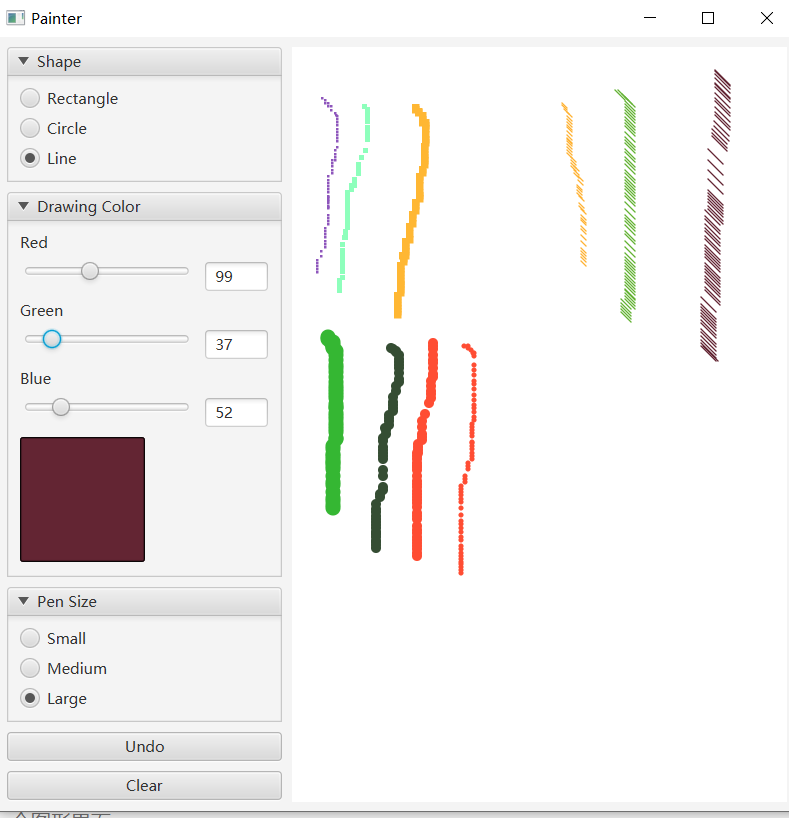 Painter
Shape
Rectangle
Circle
Line
Drawing Color
Red
99
Green
37
Blue
52
Pen Size
Small
Medium
Large
Undo
Clear